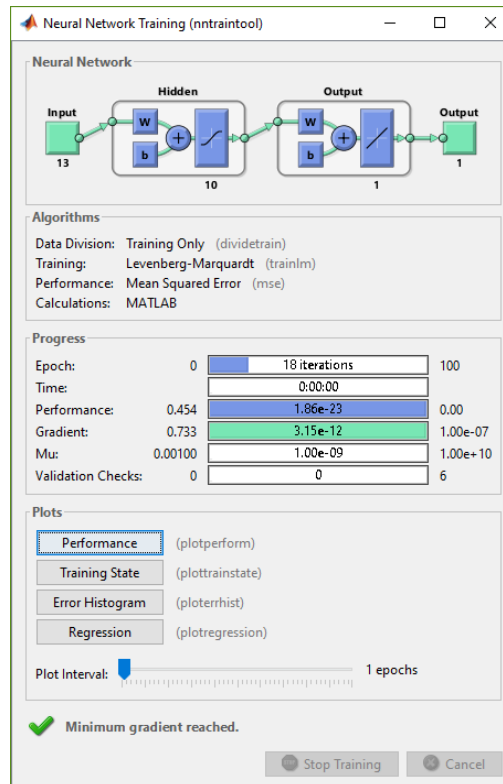 Neural Network Training (nntraintool)
Neural Network
Hidden Output
Input Output
W W
b b
13 10 1 1
Algorithms
Data Division: Training Only (dividetrain)
Training: Levenberg-Marquardt (trainlm)
Performance: Mean Squared Error (mse)
Calculations: MATLAB
Progress
Epoch: 0 18 iterations 100
Time: 0:00:00
Performance: 0.454 1.86e-23 0.00
Gradient: 0.733 3.15e-12 1.00e-07
Mu: 0.00100 1.00e-09 1.00e+10
Validation Checks: 0 0 6
Plots
Performance (plotperform)
Training State (plottrainstate)
Error Histogram (ploterrhist)
Regression (plotregression)
Plot Interval: 1 epochs
Minimum gradient reached.
Stop Training Cancel